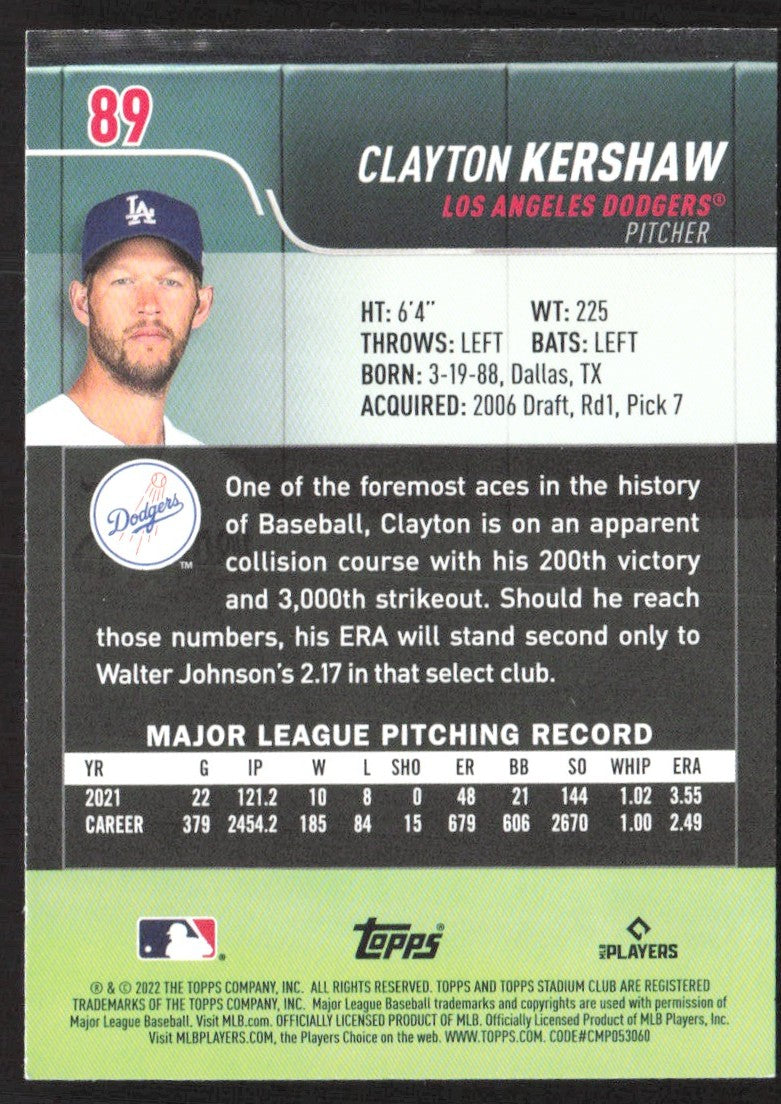 89
CLAYTON KERSHAW
LOS ANGELES DODGERS®
PITCHER
LA
HT: 6'4" WT: 225
THROWS: LEFT BATS: LEFT
BORN: 3-19-88, Dallas, TX
ACQUIRED: 2006 Draft, Rd1, Pick 7
Dodgers
TM
One of the foremost aces in the history
of Baseball, Clayton is on an apparent
collision course with his 200th victory
and 3,000th strikeout. Should he reach
those numbers, his ERA will stand second only to
Walter Johnson's 2.17 in that select club.
MAJOR LEAGUE PITCHING RECORD
YR G IP W L SHO ER BB SO WHIP ERA
2021 22 121.2 10 8 0 48 21 144 1.02 3.55
CAREER 379 2454.2 185 84 15 679 606 2670 1.00 2.49
topps®
MLB PLAYERS
® & © 2022 THE TOPPS COMPANY, INC. ALL RIGHTS RESERVED. TOPPS AND TOPPS STADIUM CLUB ARE REGISTERED
TRADEMARKS OF THE TOPPS COMPANY, INC. Major League Baseball trademarks and copyrights are used with permission of
Major League Baseball. Visit MLB.com. OFFICIALLY LICENSED PRODUCT OF MLB. Officially Licensed Product of MLB Players, Inc.
Visit MLBPLAYERS.COM, the Players Choice on the web. WWW.TOPPS.COM. CODE#CMP053060